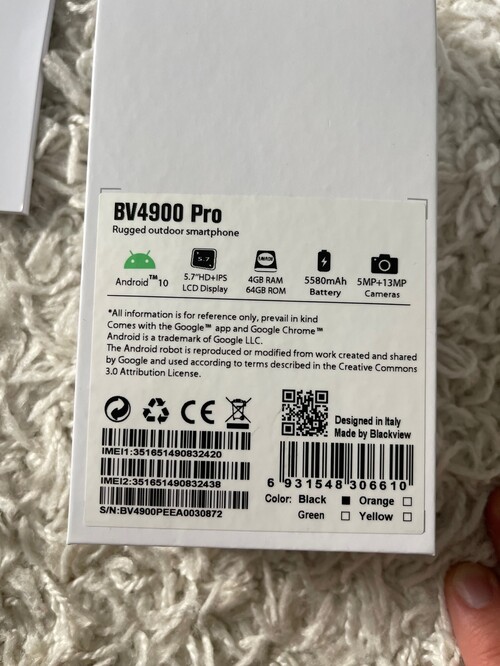 BV4900 Pro
Rugged outdoor smartphone
5.7
Android™10
5.7"HD+IPS
LCD Display
4GB RAM
64GB ROM
5580mAh
Battery
5MP+13MP
Cameras
*All information is for reference only, prevail in kind
Comes with the Google™ app and Google Chrome™
Android is a trademark of Google LLC.
The Android robot is reproduced or modified from work created and shared
by Google and used according to terms described in the Creative Commons
3.0 Attribution License.
CE
Designed in Italy
Made by Blackview
IMEI1:351651490832420
IMEI2:351651490832438
S/N:BV4900PEEA0030872
6 931548 306610
Color: Black ■ Orange □
Green □ Yellow □